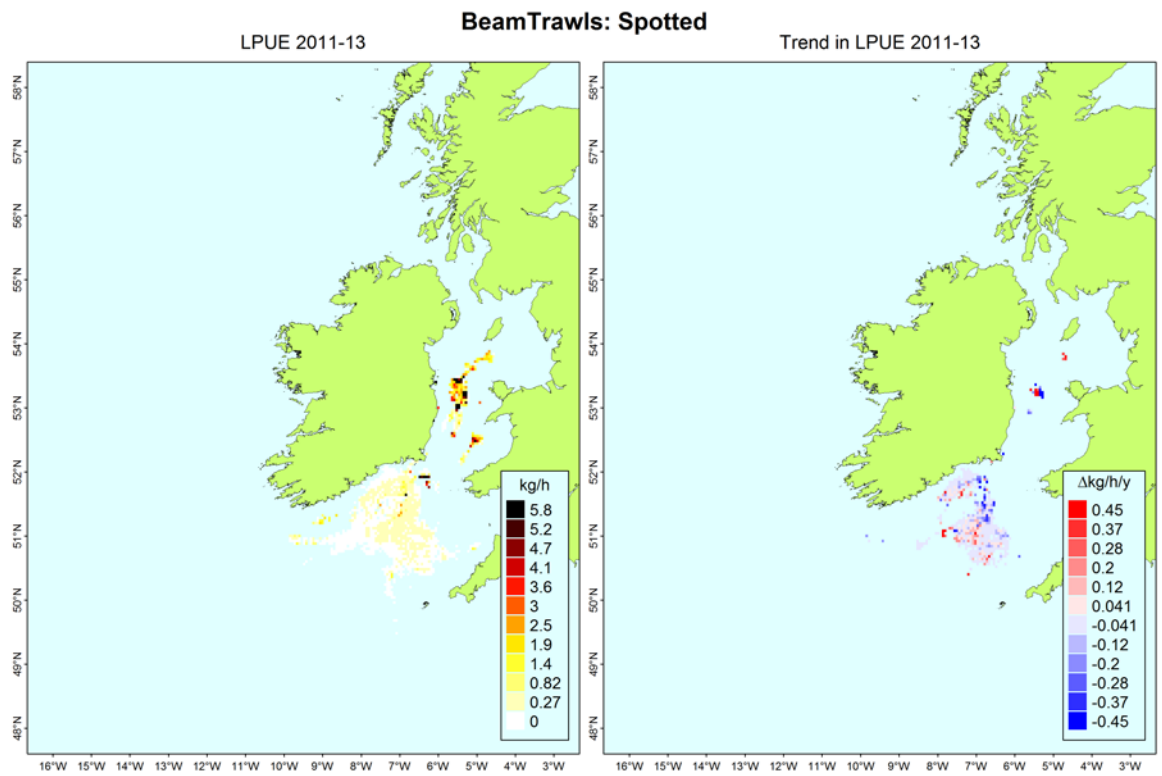 BeamTrawls: Spotted
LPUE 2011-13
Trend in LPUE 2011-13
58°N
57°N
56°N
55°N
54°N
53°N
52°N
51°N
50°N
49°N
48°N
kg/h
5.8
5.2
4.7
4.1
3.6
3
2.5
1.9
1.4
0.82
0.27
0
16°W 15°W 14°W 13°W 12°W 11°W 10°W 9°W 8°W 7°W 6°W 5°W 4°W 3°W
58°N
57°N
56°N
55°N
54°N
53°N
52°N
51°N
50°N
49°N
48°N
Δkg/h/y
0.45
0.37
0.28
0.2
0.12
0.041
-0.041
-0.12
-0.2
-0.28
-0.37
-0.45
16°W 15°W 14°W 13°W 12°W 11°W 10°W 9°W 8°W 7°W 6°W 5°W 4°W 3°W